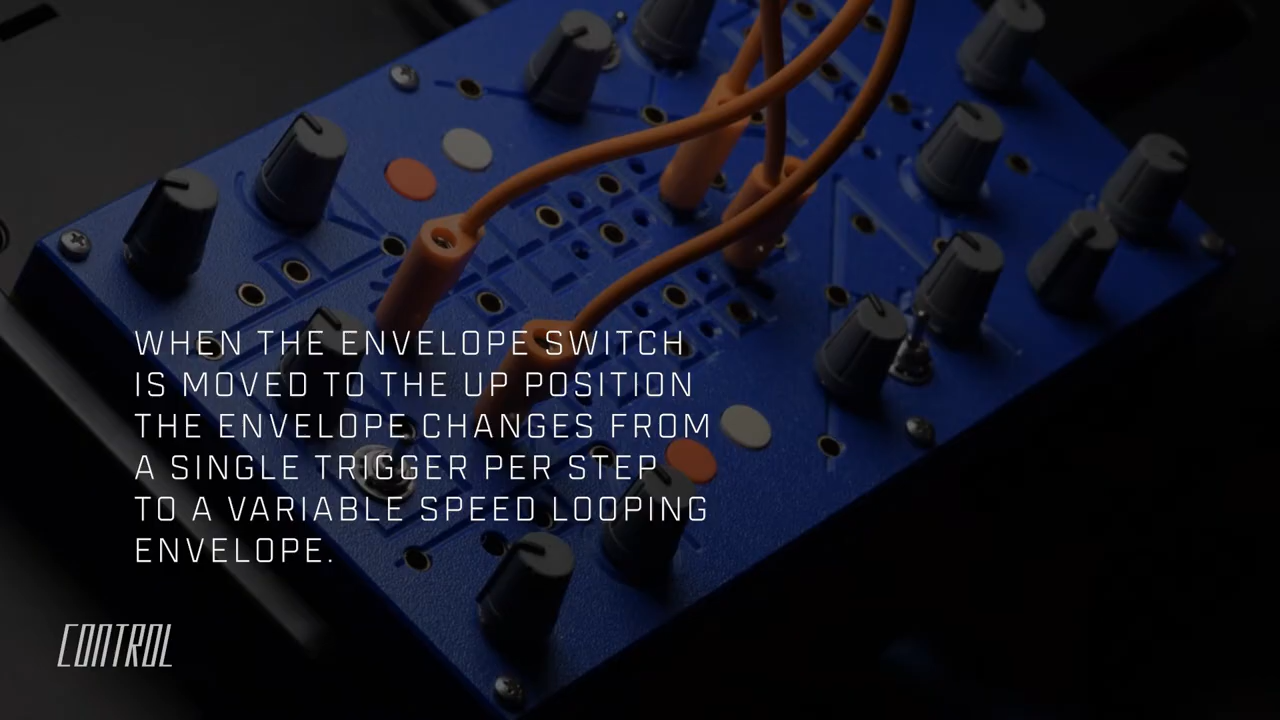 WHEN THE ENVELOPE SWITCH
IS MOVED TO THE UP POSITION
THE ENVELOPE CHANGES FROM
A SINGLE TRIGGER PER STEP
TO A VARIABLE SPEED LOOPING
ENVELOPE.
CONTROL